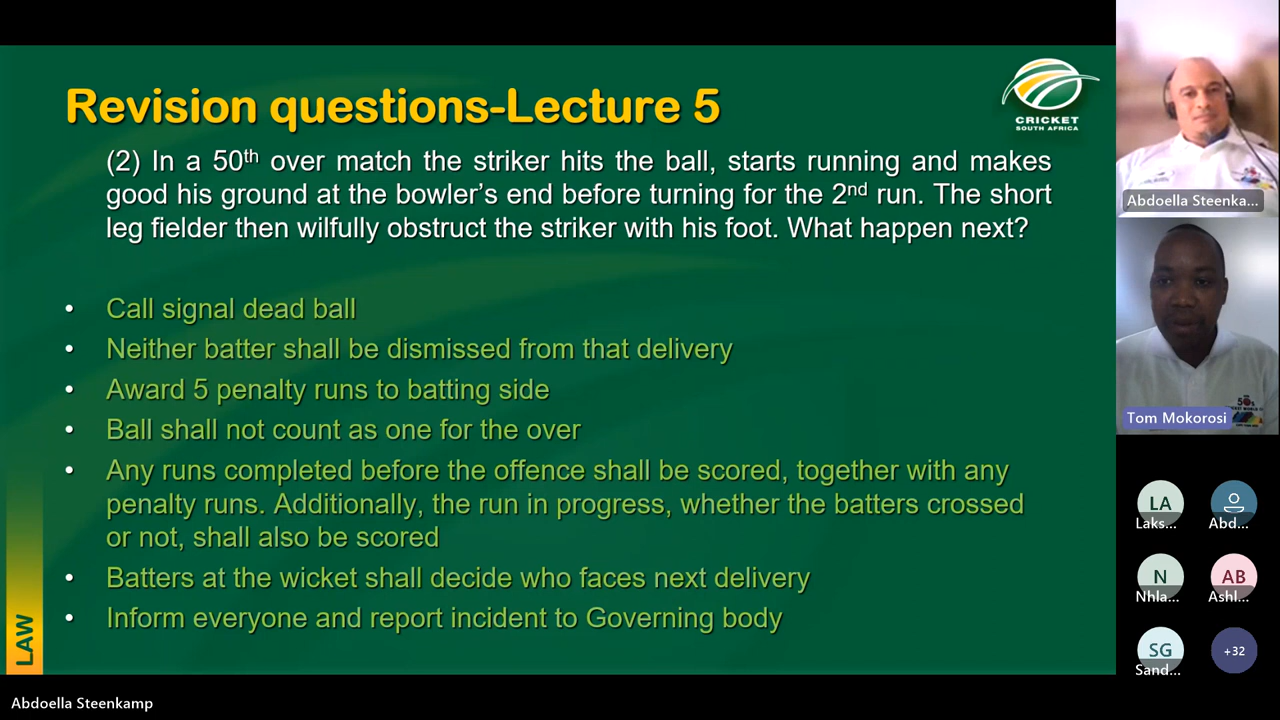 Revision questions-Lecture 5
CRICKET
SOUTH AFRICA
(2) In a 50th over match the striker hits the ball, starts running and makes
good his ground at the bowler's end before turning for the 2nd run. The short
leg fielder then wilfully obstruct the striker with his foot. What happen next?
• Call signal dead ball
• Neither batter shall be dismissed from that delivery
• Award 5 penalty runs to batting side
• Ball shall not count as one for the over
• Any runs completed before the offence shall be scored, together with any
penalty runs. Additionally, the run in progress, whether the batters crossed
or not, shall also be scored
• Batters at the wicket shall decide who faces next delivery
• Inform everyone and report incident to Governing body
LAW
Abdoella Steenkamp
Abdoella Steenka...
Tom Mokorosi
LA
Laks...
Abd...
N
Nhla...
AB
Ashl...
SG
Sand...
+32